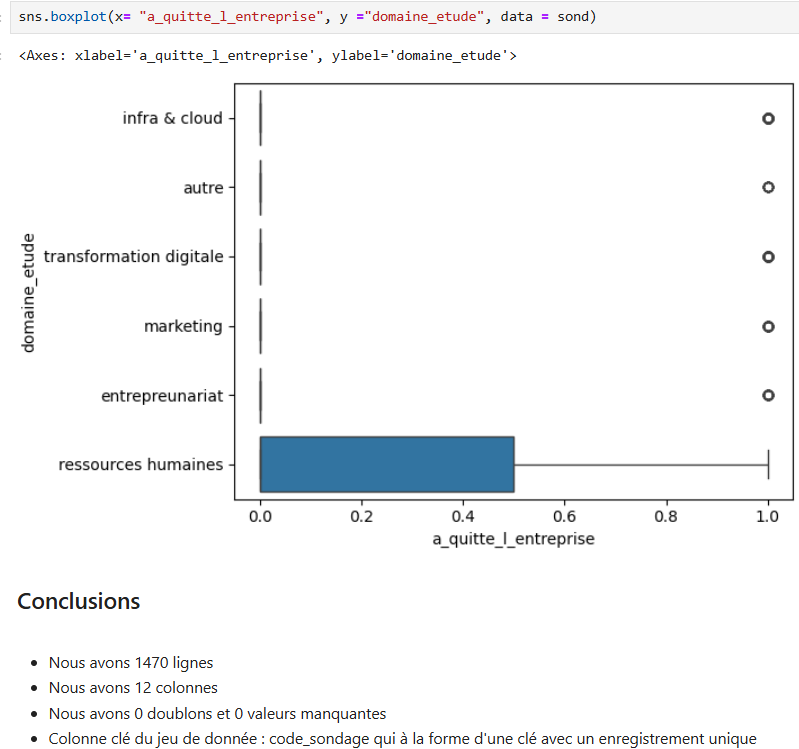 sns.boxplot(x= "a_quitte_l_entreprise", y ="domaine_etude", data = sond)
<Axes: xlabel='a_quitte_l_entreprise', ylabel='domaine_etude'>
infra & cloud
autre
transformation digitale
marketing
entrepreunariat
ressources humaines
domaine_etude
0.0 0.2 0.4 0.6 0.8 1.0
a_quitte_l_entreprise
Conclusions
• Nous avons 1470 lignes
• Nous avons 12 colonnes
• Nous avons 0 doublons et 0 valeurs manquantes
• Colonne clé du jeu de donnée : code_sondage qui à la forme d'une clé avec un enregistrement unique